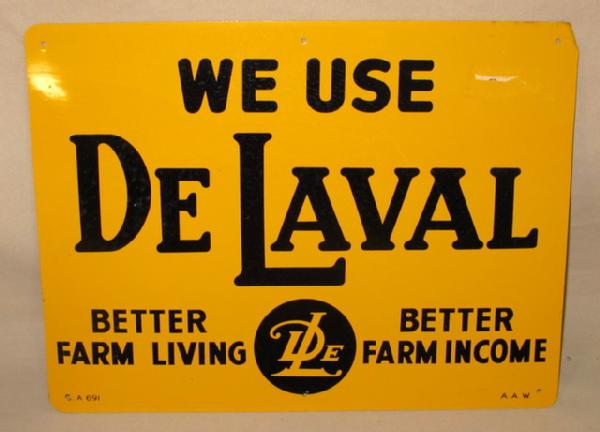 WE USE
DE LAVAL
BETTER
FARM LIVING
DLE
BETTER
FARM INCOME
S. A 691
A. A. W.